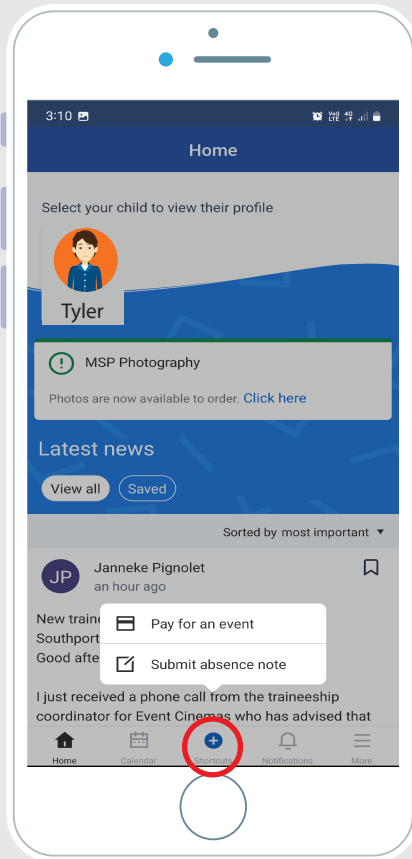 3:10
Vo)) LTE 4G
Home
Select your child to view their profile
Tyler
MSP Photography
Photos are now available to order. Click here
Latest news
View all Saved
Sorted by most important
JP Janneke Pignolet
an hour ago
New traine
Southport
Good afte
Pay for an event
Submit absence note
I just received a phone call from the traineeship
coordinator for Event Cinemas who has advised that
Home Calendar Shortcuts Notifications More